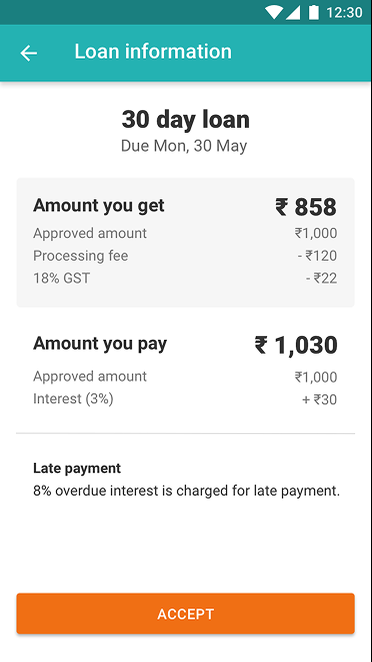 12:30
Loan information
30 day loan
Due Mon, 30 May
Amount you get ₹ 858
Approved amount ₹1,000
Processing fee - ₹120
18% GST - ₹22
Amount you pay ₹ 1,030
Approved amount ₹1,000
Interest (3%) + ₹30
Late payment
8% overdue interest is charged for late payment.
ACCEPT